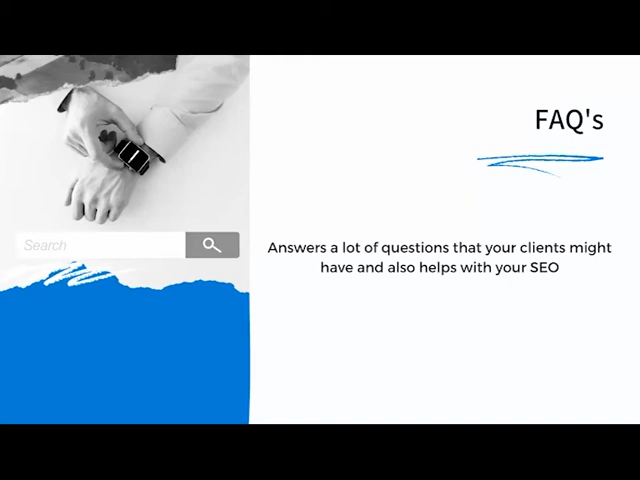 FAQ's
Search
Answers a lot of questions that your clients might
have and also helps with your SEO